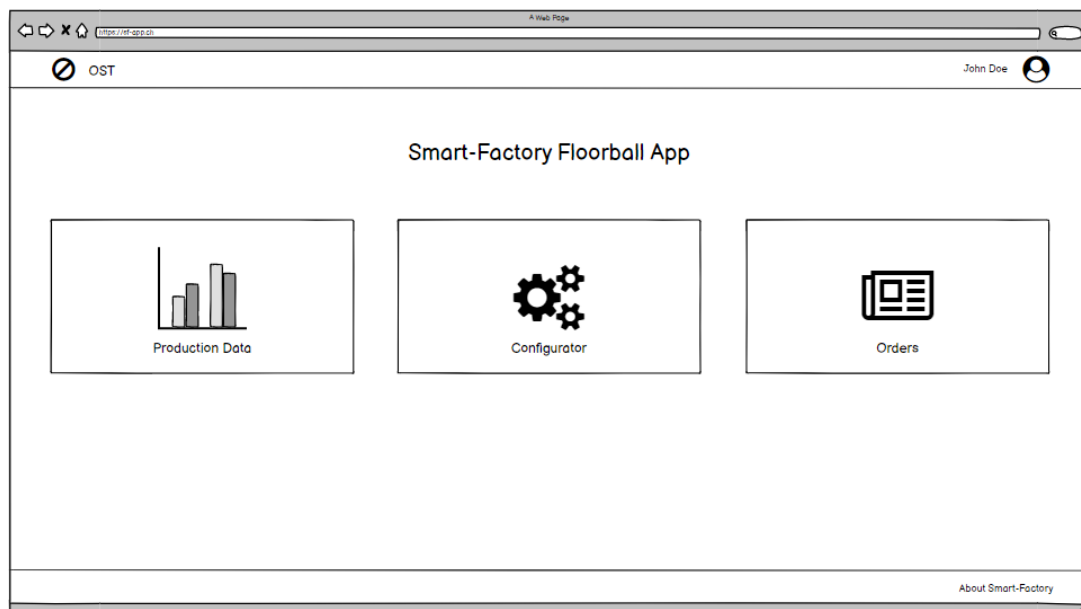 A Web Page
https://sf-app.ch
OST
John Doe
Smart-Factory Floorball App
Production Data
Configurator
Orders
About Smart-Factory